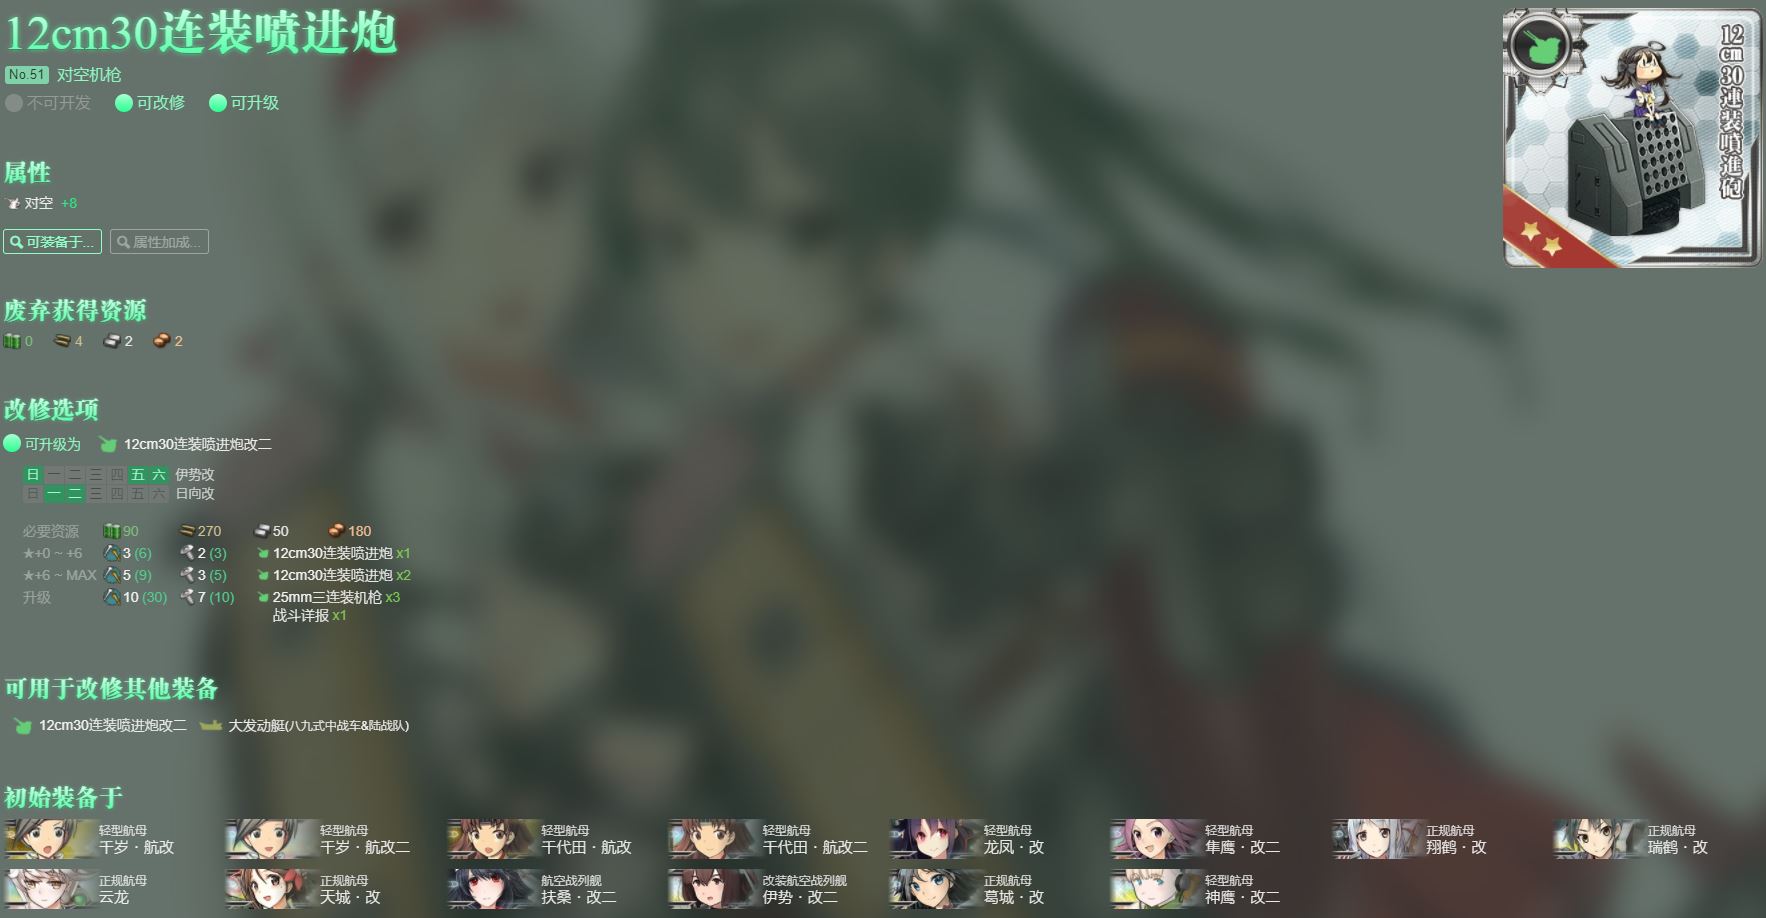 12cm30连装喷进炮
No.51 对空机枪
不可开发 可改修 可升级
12cm30連装噴進砲
属性
对空 +8
可装备于... 属性加成...
废弃获得资源
0 4 2 2
改修选项
可升级为 12cm30连装喷进炮改二
日 一 二 三 四 五 六 伊势改
日 一 二 三 四 五 六 日向改
必要资源 90 270 50 180
★+0 ~ +6 3 (6) 2 (3) 12cm30连装喷进炮 x1
★+6 ~ MAX 5 (9) 3 (5) 12cm30连装喷进炮 x2
升级 10 (30) 7 (10) 25mm三连装机枪 x3
战斗详报 x1
可用于改修其他装备
12cm30连装喷进炮改二 大发动艇(八九式中战车&陆战队)
初始装备于
轻型航母 轻型航母 轻型航母 轻型航母 轻型航母 轻型航母 正规航母 正规航母
千岁・航改 千岁・航改二 千代田・航改 千代田・航改二 龙凤・改 隼鹰・改二 翔鹤・改 瑞鹤・改
正规航母 正规航母 航空战列舰 改装航空战列舰 正规航母 轻型航母
云龙 天城・改 扶桑・改二 伊势・改二 葛城・改 神鹰・改二